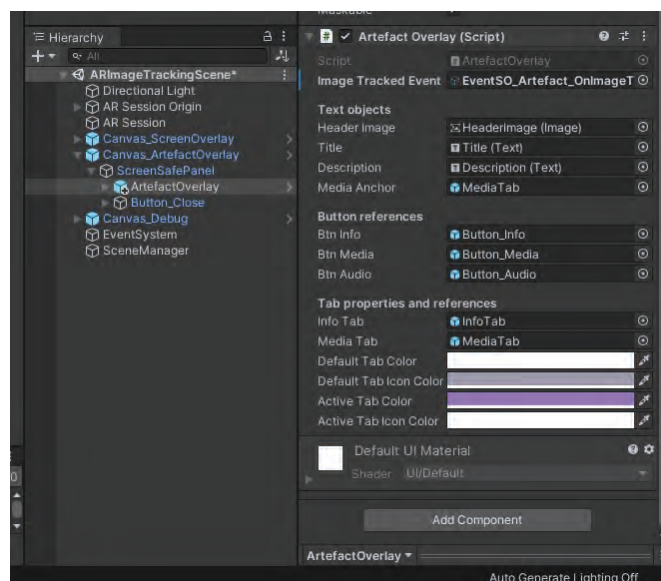 Maskable
Hierarchy
All
ARImageTrackingScene*
Directional Light
AR Session Origin
AR Session
Canvas_ScreenOverlay
Canvas_ArtefactOverlay
ScreenSafePanel
ArtefactOverlay
Button_Close
Canvas_Debug
EventSystem
SceneManager
0
# Artefact Overlay (Script)
Script ArtefactOverlay
Image Tracked Event EventSO_Artefact_OnImageT
Text objects
Header Image HeaderImage (Image)
Title Title (Text)
Description Description (Text)
Media Anchor MediaTab
Button references
Btn Info Button_Info
Btn Media Button_Media
Btn Audio Button_Audio
Tab properties and references
Info Tab InfoTab
Media Tab MediaTab
Default Tab Color
Default Tab Icon Color
Active Tab Color
Active Tab Icon Color
Default UI Material
Shader UI/Default
Add Component
ArtefactOverlay
Auto Generate Lighting Off